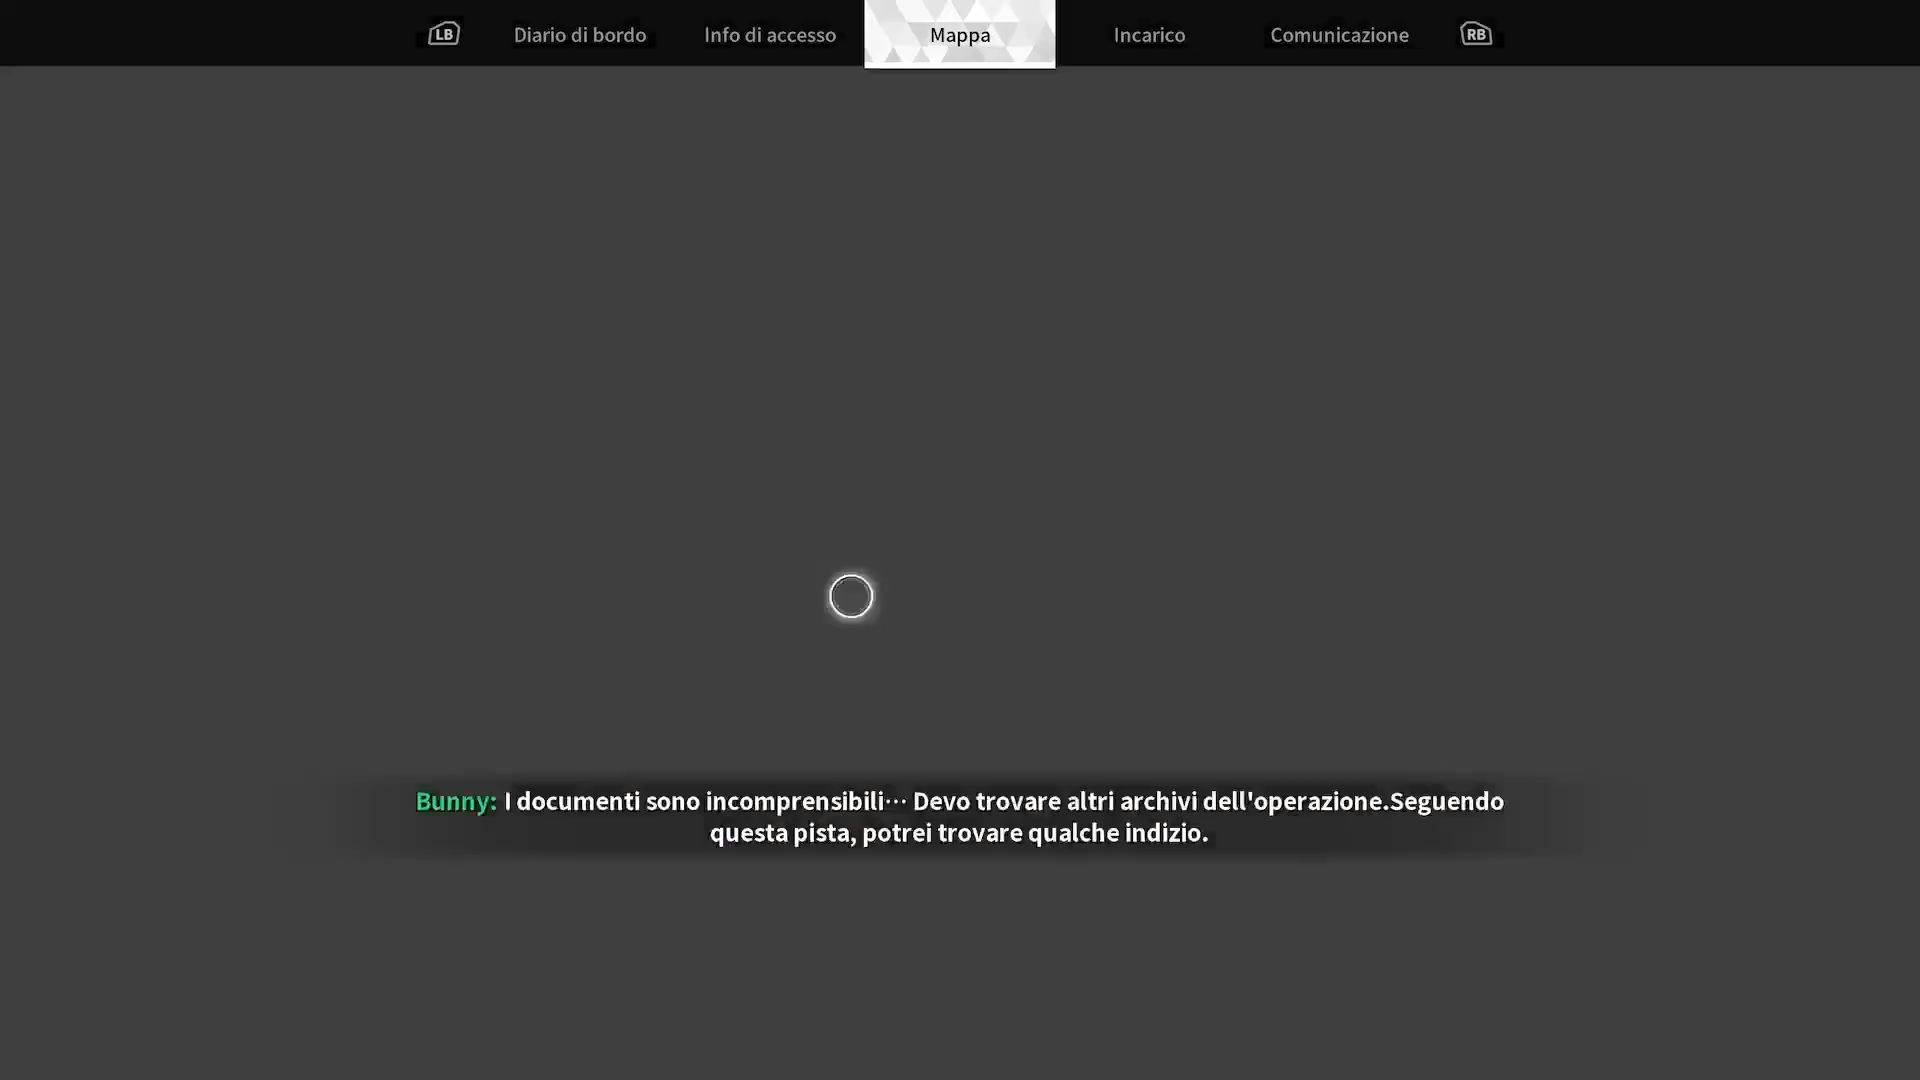 LB Diario di bordo Info di accesso Mappa Incarico Comunicazione RB
Bunny: I documenti sono incomprensibili··· Devo trovare altri archivi dell'operazione.Seguendo
questa pista, potrei trovare qualche indizio.